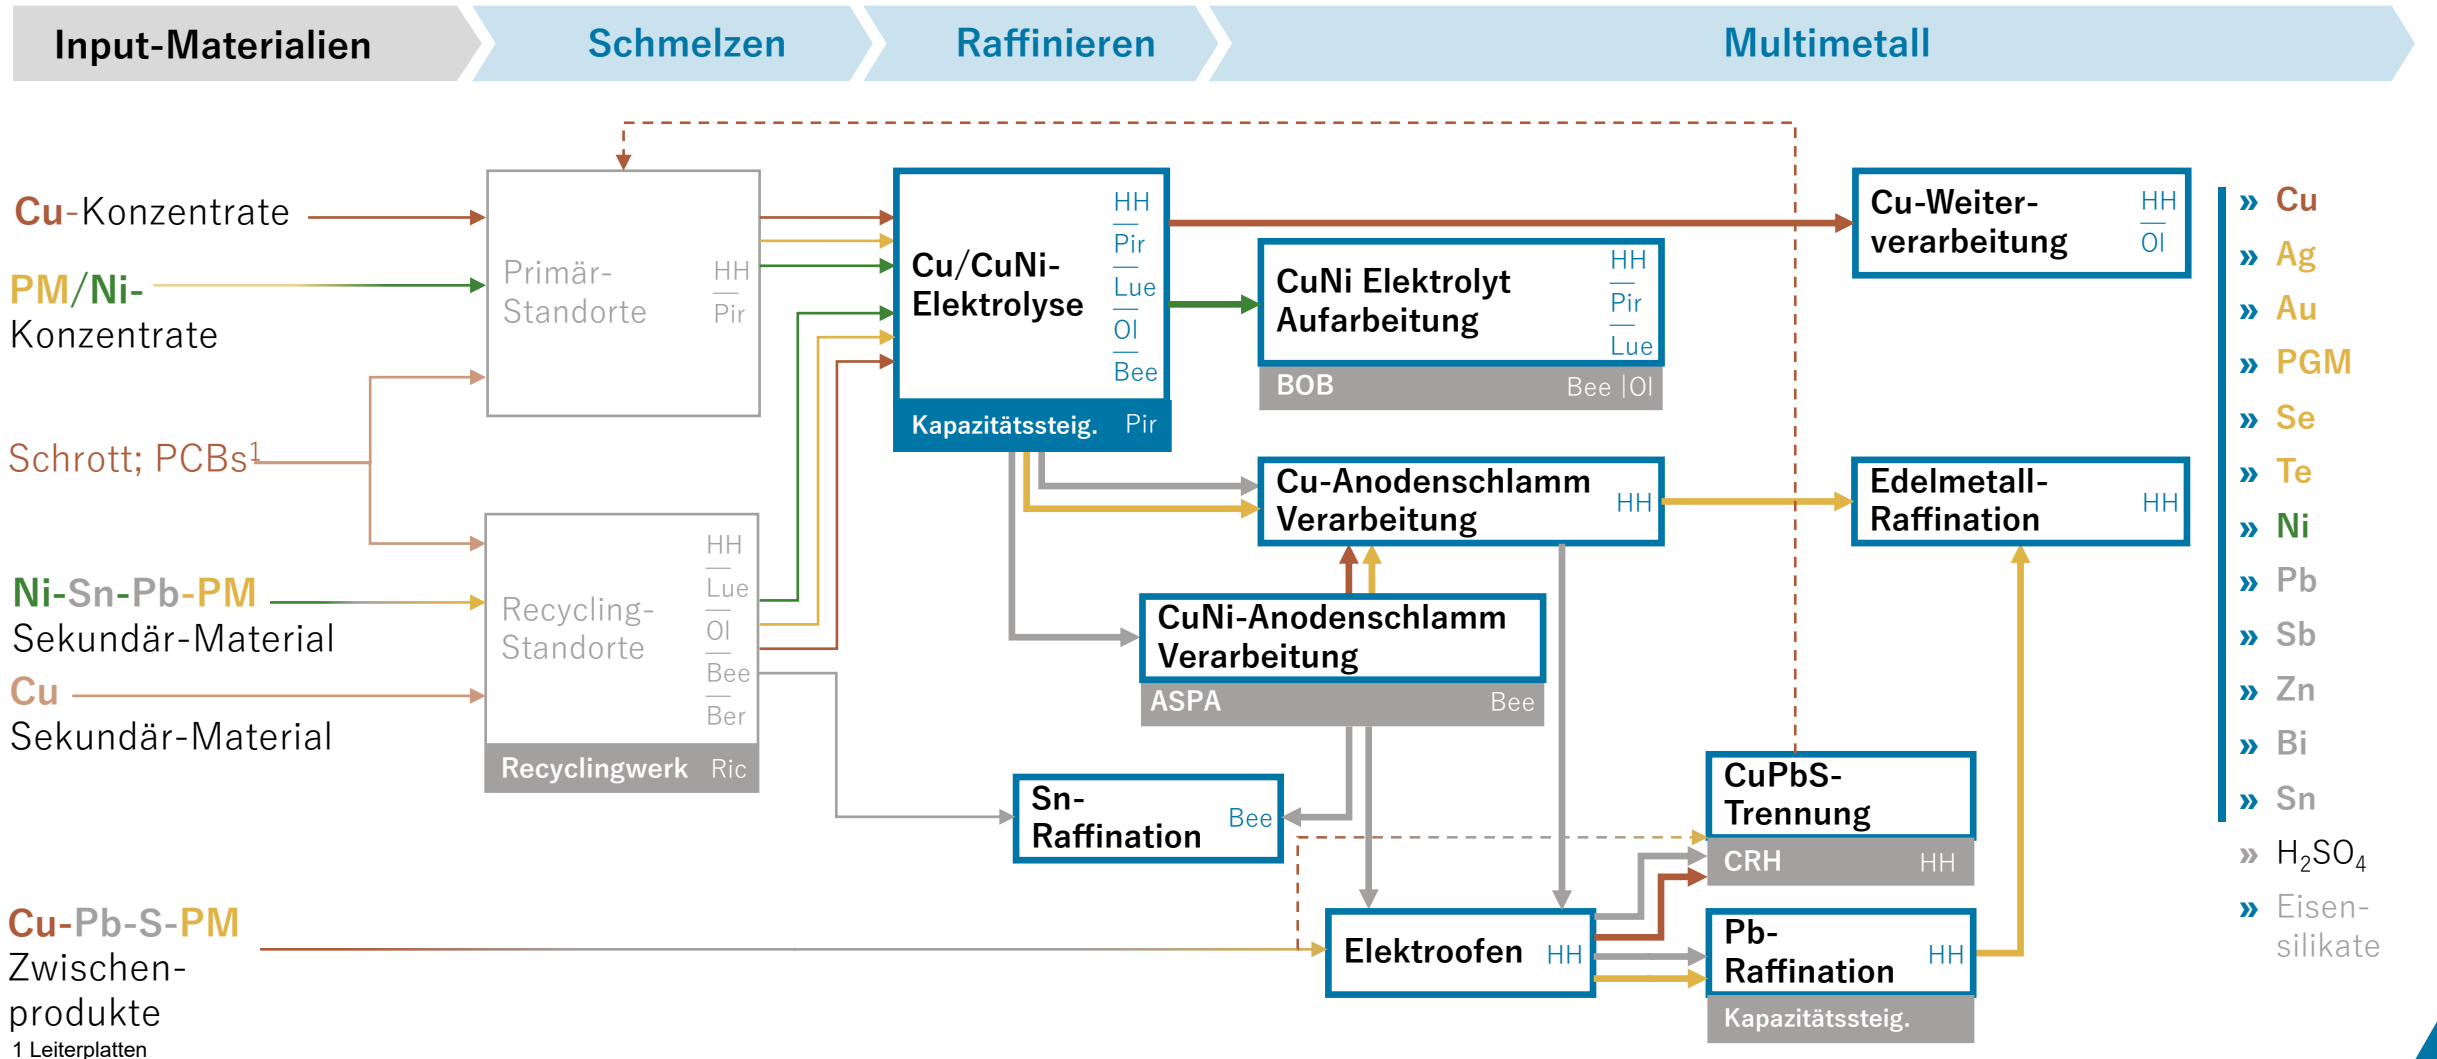 Input-Materialien
Schmelzen
Raffinieren
Multimetall
Cu-Konzentrate
PM/Ni-
Konzentrate
Schrott; PCBs¹
Ni-Sn-Pb-PM
Sekundär-Material
Cu
Sekundär-Material
Cu-Pb-S-PM
Zwischen-
produkte
1 Leiterplatten
Primär-
Standorte
HH
Pir
Recycling-
Standorte
HH
Lue
Ol
Bee
Ber
Recyclingwerk Ric
Cu/CuNi-
Elektrolyse
HH
Pir
Lue
Ol
Bee
Kapazitätssteig. Pir
CuNi Elektrolyt
Aufarbeitung
HH
Pir
Lue
BOB Bee |Ol
Cu-Anodenschlamm
Verarbeitung
HH
CuNi-Anodenschlamm
Verarbeitung
ASPA Bee
Sn-
Raffination
Bee
Elektroofen HH
Cu-Weiter-
verarbeitung
HH
Ol
Edelmetall-
Raffination
HH
CuPbS-
Trennung
CRH HH
Pb-
Raffination
HH
Kapazitätssteig.
» Cu
» Ag
» Au
» PGM
» Se
» Te
» Ni
» Pb
» Sb
» Zn
» Bi
» Sn
» H₂SO₄
» Eisen-
silikate